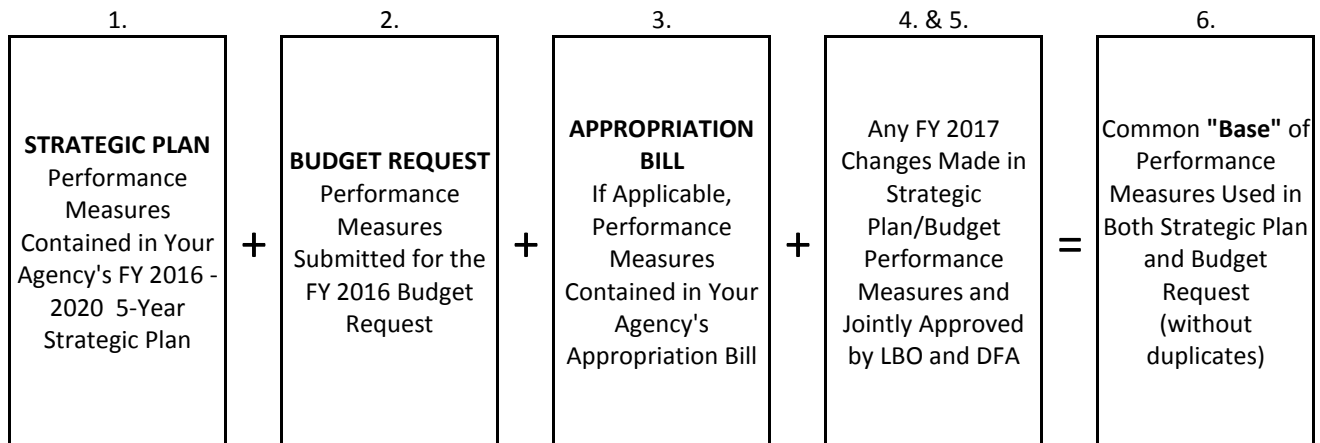 1.
STRATEGIC PLAN
Performance
Measures
Contained in Your
Agency's FY 2016 -
2020 5-Year
Strategic Plan
+
2.
BUDGET REQUEST
Performance
Measures
Submitted for the
FY 2016 Budget
Request
+
3.
APPROPRIATION
BILL
If Applicable,
Performance
Measures
Contained in Your
Agency's
Appropriation Bill
+
4. & 5.
Any FY 2017
Changes Made in
Strategic
Plan/Budget
Performance
Measures and
Jointly Approved
by LBO and DFA
=
6.
Common "Base" of
Performance
Measures Used in
Both Strategic Plan
and Budget
Request
(without
duplicates)